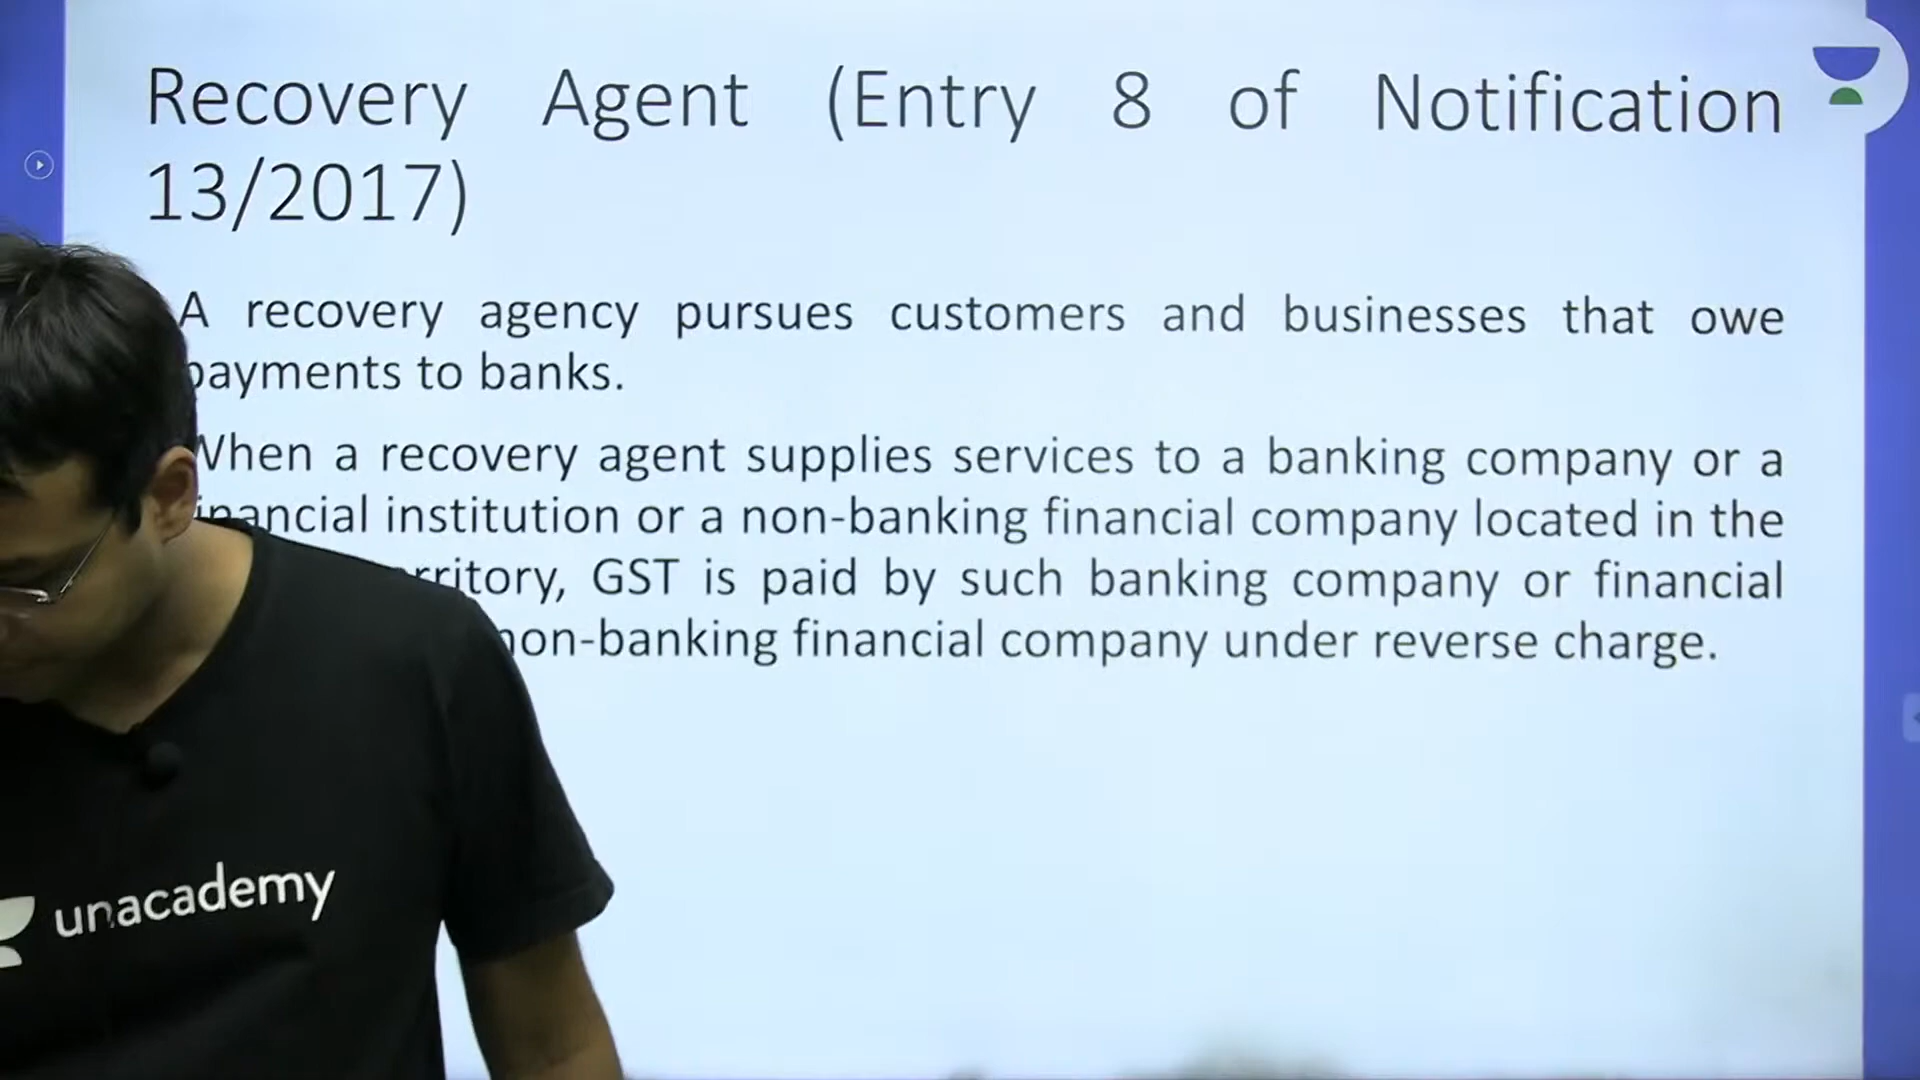 Recovery Agent (Entry 8 of Notification
13/2017)
A recovery agency pursues customers and businesses that owe
payments to banks.
When a recovery agent supplies services to a banking company or a
financial institution or a non-banking financial company located in the
GST is paid by such banking company or financial
non-banking financial company under reverse charge.
unacademy